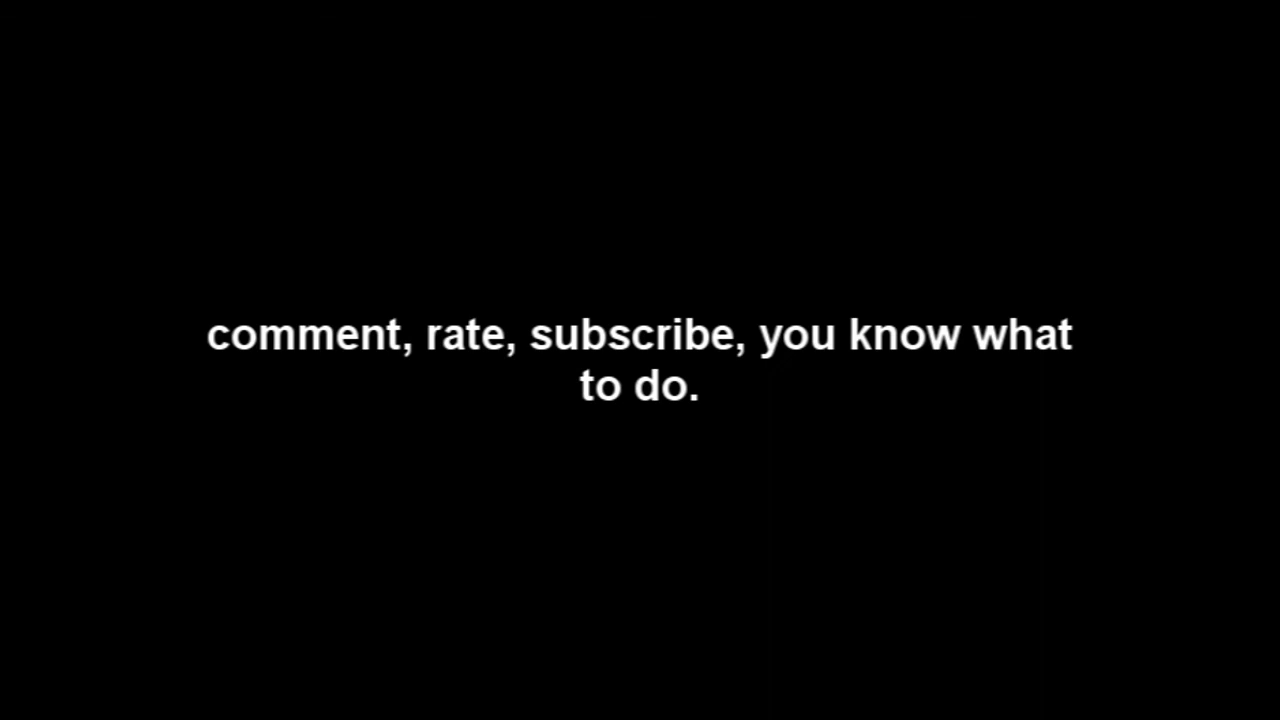 comment, rate, subscribe, you know what
to do.